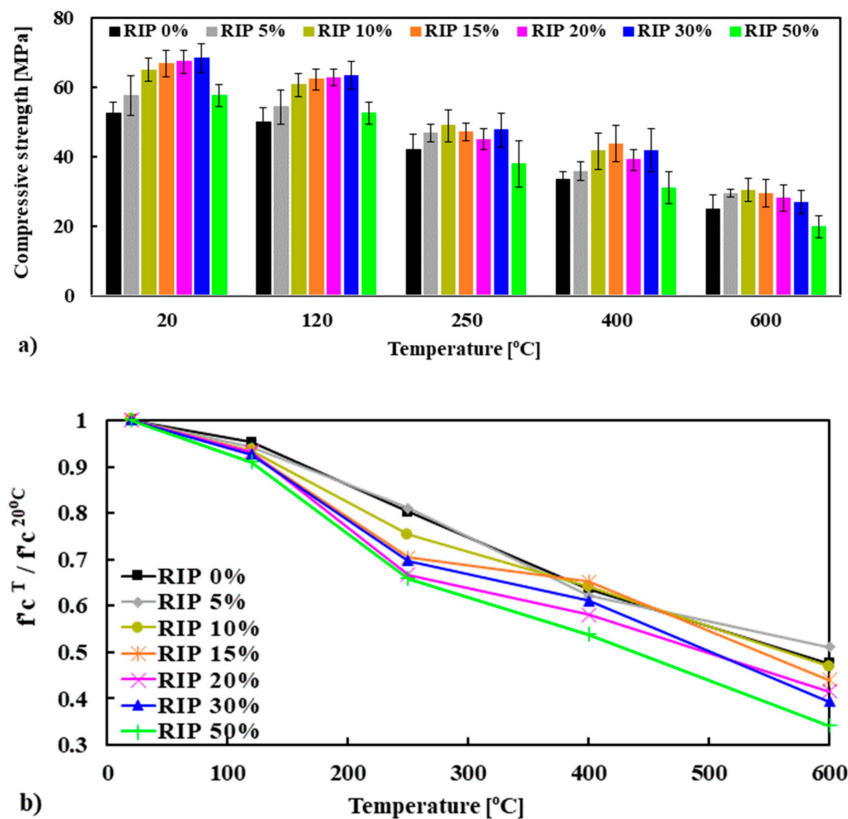 RIP 0% RIP 5% RIP 10% RIP 15% RIP 20% RIP 30% RIP 50%
80
60
40
20
0
Compressive strength [MPa]
20 120 250 400 600
Temperature [°C]
a)
1
0.9
0.8
0.7
0.6
0.5
0.4
0.3
f'c T / f'c 20°C
RIP 0%
RIP 5%
RIP 10%
RIP 15%
RIP 20%
RIP 30%
RIP 50%
0 100 200 300 400 500 600
Temperature [°C]
b)